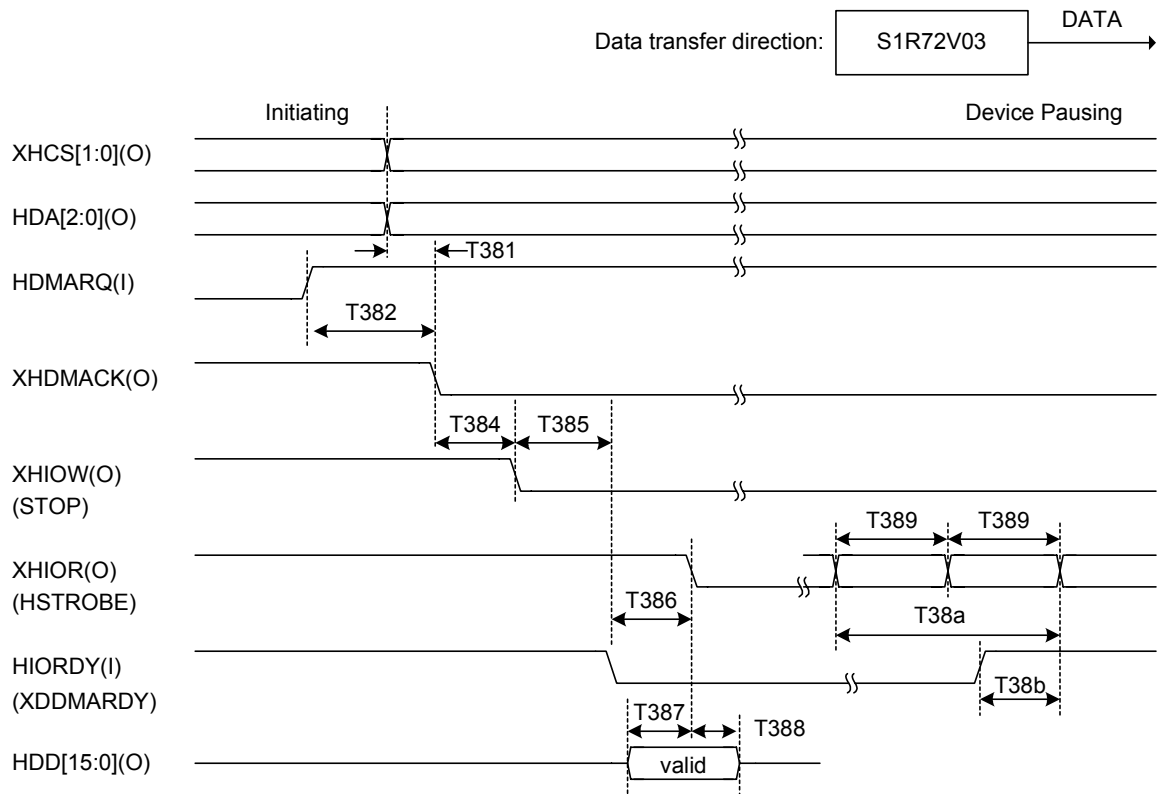 DATA
Data transfer direction: S1R72V03
Initiating Device Pausing
XHCS[1:0](O)
HDA[2:0](O)
T381
HDMARQ(I)
T382
XHDMACK(O)
T384 T385
XHIOW(O)
(STOP)
T389 T389
XHIOR(O)
(HSTROBE)
T386 T38a
HIORDY(I)
(XDDMARDY)
T38b
T387 T388
HDD[15:0](O) valid